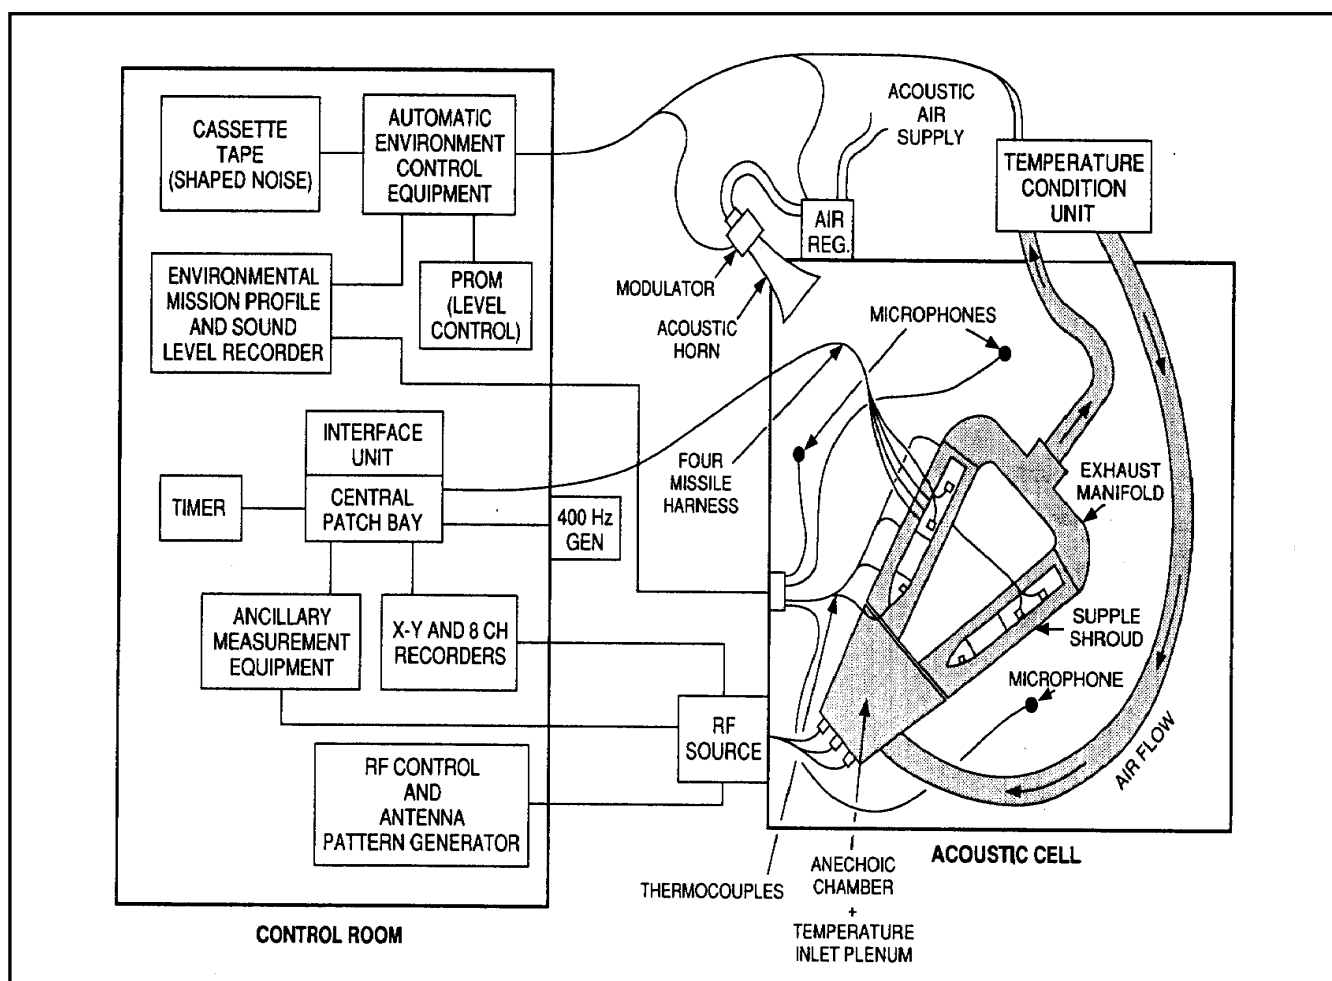 CASSETTE
TAPE
(SHAPED NOISE)
AUTOMATIC
ENVIRONMENT
CONTROL
EQUIPMENT
ENVIRONMENTAL
MISSION PROFILE
AND SOUND
LEVEL RECORDER
PROM
(LEVEL
CONTROL)
INTERFACE
UNIT
TIMER
CENTRAL
PATCH BAY
400 Hz
GEN
ANCILLARY
MEASUREMENT
EQUIPMENT
X-Y AND 8 CH
RECORDERS
RF
SOURCE
RF CONTROL
AND
ANTENNA
PATTERN GENERATOR
CONTROL ROOM
ACOUSTIC
AIR
SUPPLY
TEMPERATURE
CONDITION
UNIT
AIR
REG.
MODULATOR
ACOUSTIC
HORN
MICROPHONES
FOUR
MISSILE
HARNESS
EXHAUST
MANIFOLD
SUPPLE
SHROUD
MICROPHONE
AIR FLOW
ACOUSTIC CELL
THERMOCOUPLES
ANECHOIC
CHAMBER
+
TEMPERATURE
INLET PLENUM